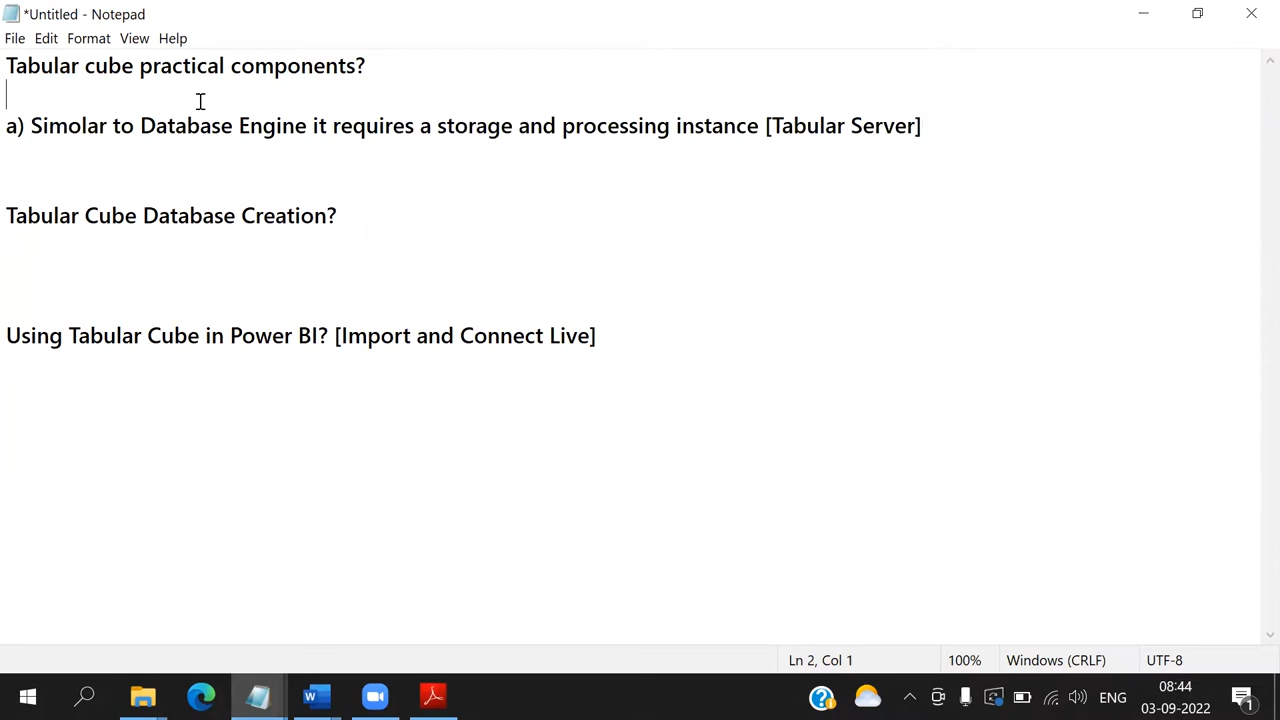 *Untitled - Notepad
File Edit Format View Help
Tabular cube practical components?
a) Simolar to Database Engine it requires a storage and processing instance [Tabular Server]
Tabular Cube Database Creation?
Using Tabular Cube in Power BI? [Import and Connect Live]
Ln 2, Col 1 100% Windows (CRLF) UTF-8
ENG 08:44
03-09-2022 1